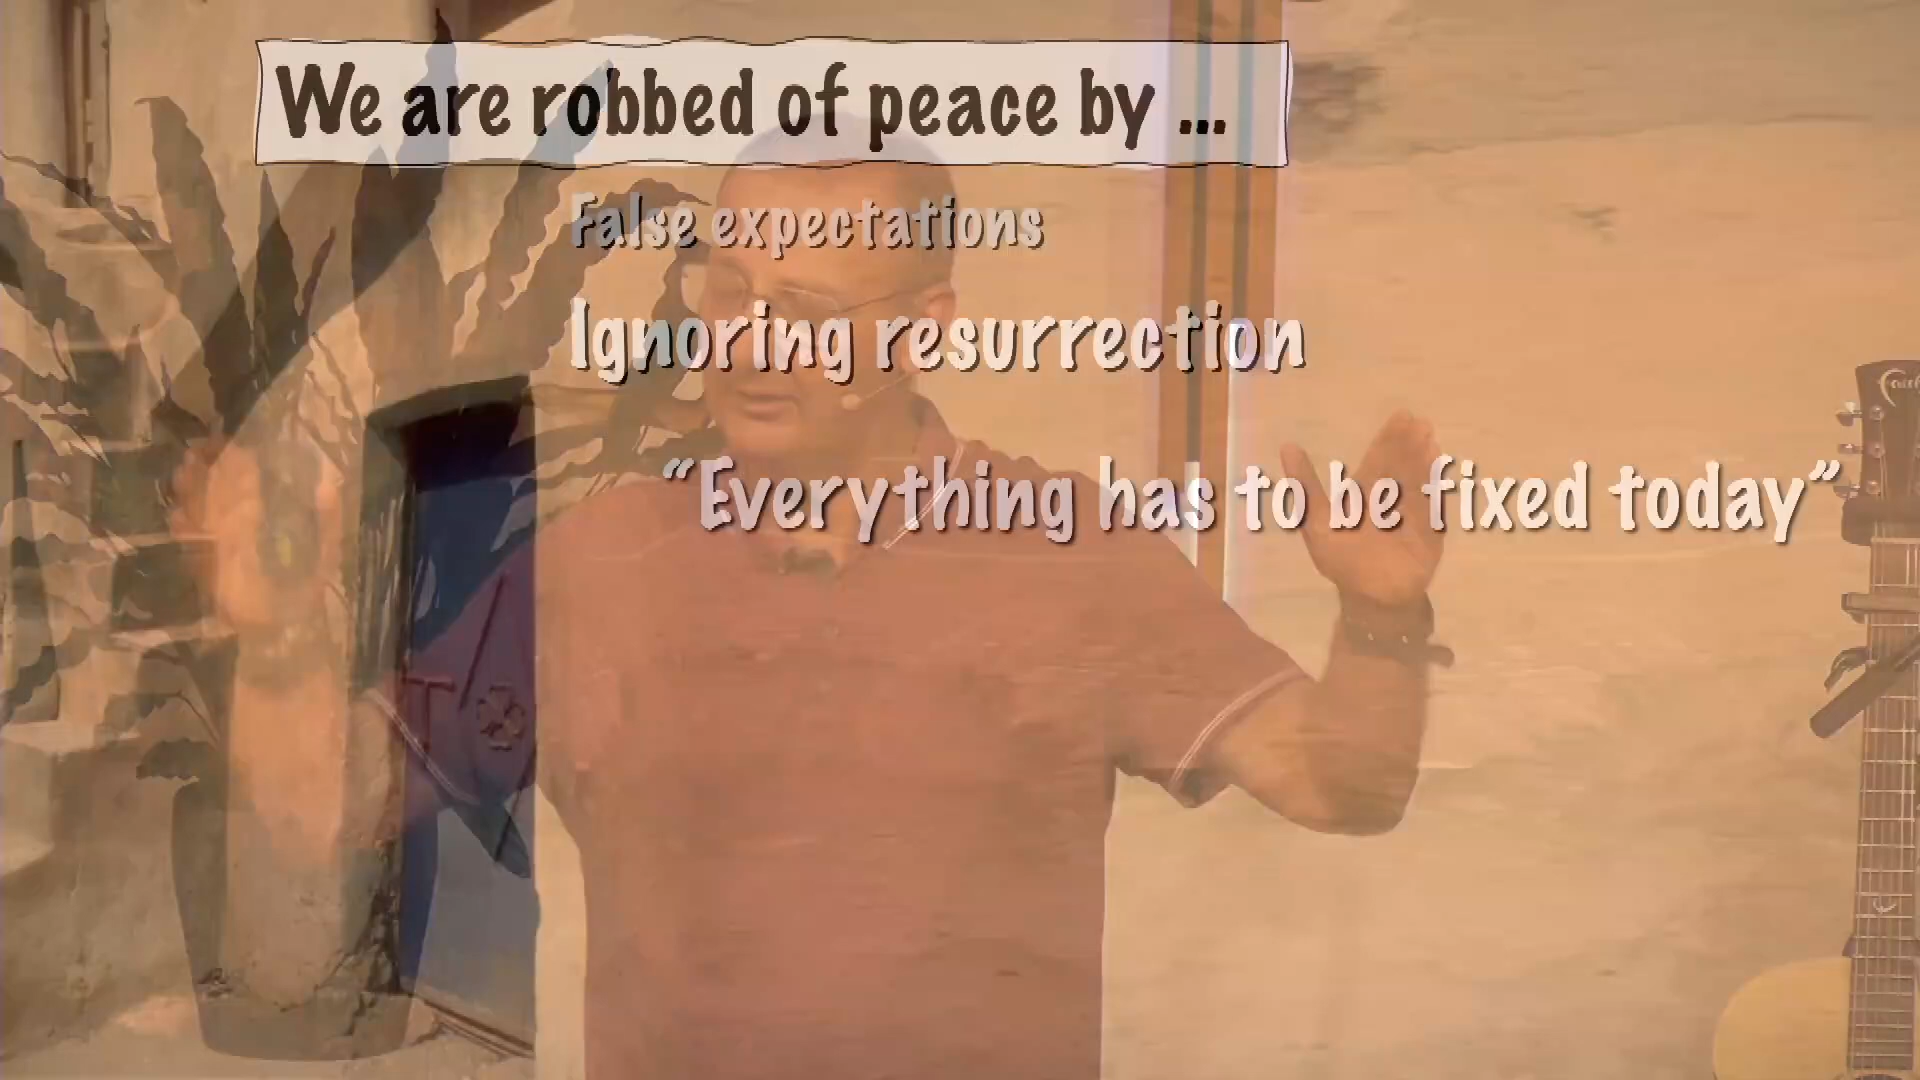 We are robbed of peace by ...
False expectations
Ignoring resurrection
“Everything has to be fixed today”